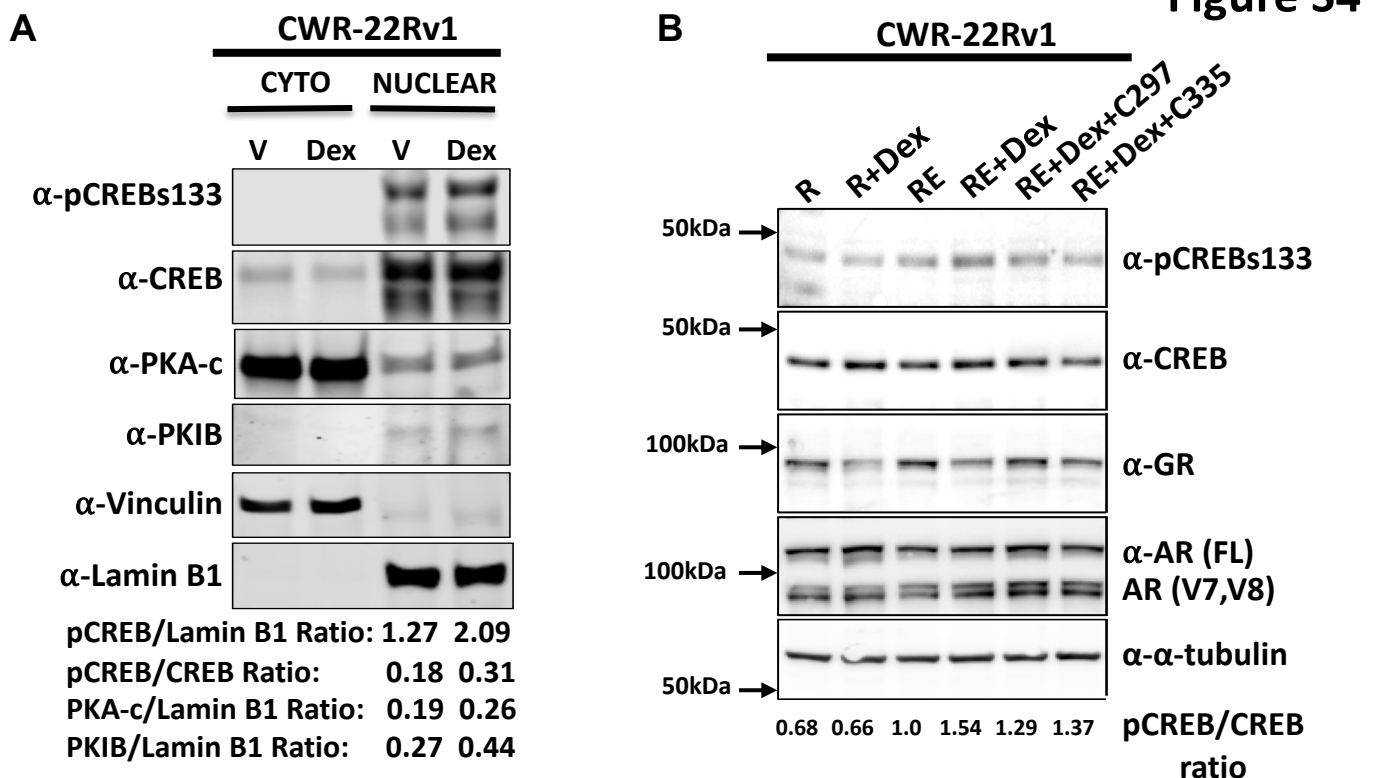 Figure S4
A
CWR-22Rv1
CYTO NUCLEAR
V Dex V Dex
α-pCREBs133
α-CREB
α-PKA-c
α-PKIB
α-Vinculin
α-Lamin B1
pCREB/Lamin B1 Ratio: 1.27 2.09
pCREB/CREB Ratio: 0.18 0.31
PKA-c/Lamin B1 Ratio: 0.19 0.26
PKIB/Lamin B1 Ratio: 0.27 0.44
B
CWR-22Rv1
R R+Dex RE RE+Dex RE+Dex+C297 RE+Dex+C335
50kDa α-pCREBs133
50kDa α-CREB
100kDa α-GR
α-AR (FL)
100kDa AR (V7,V8)
α-α-tubulin
50kDa
0.68 0.66 1.0 1.54 1.29 1.37 pCREB/CREB
ratio